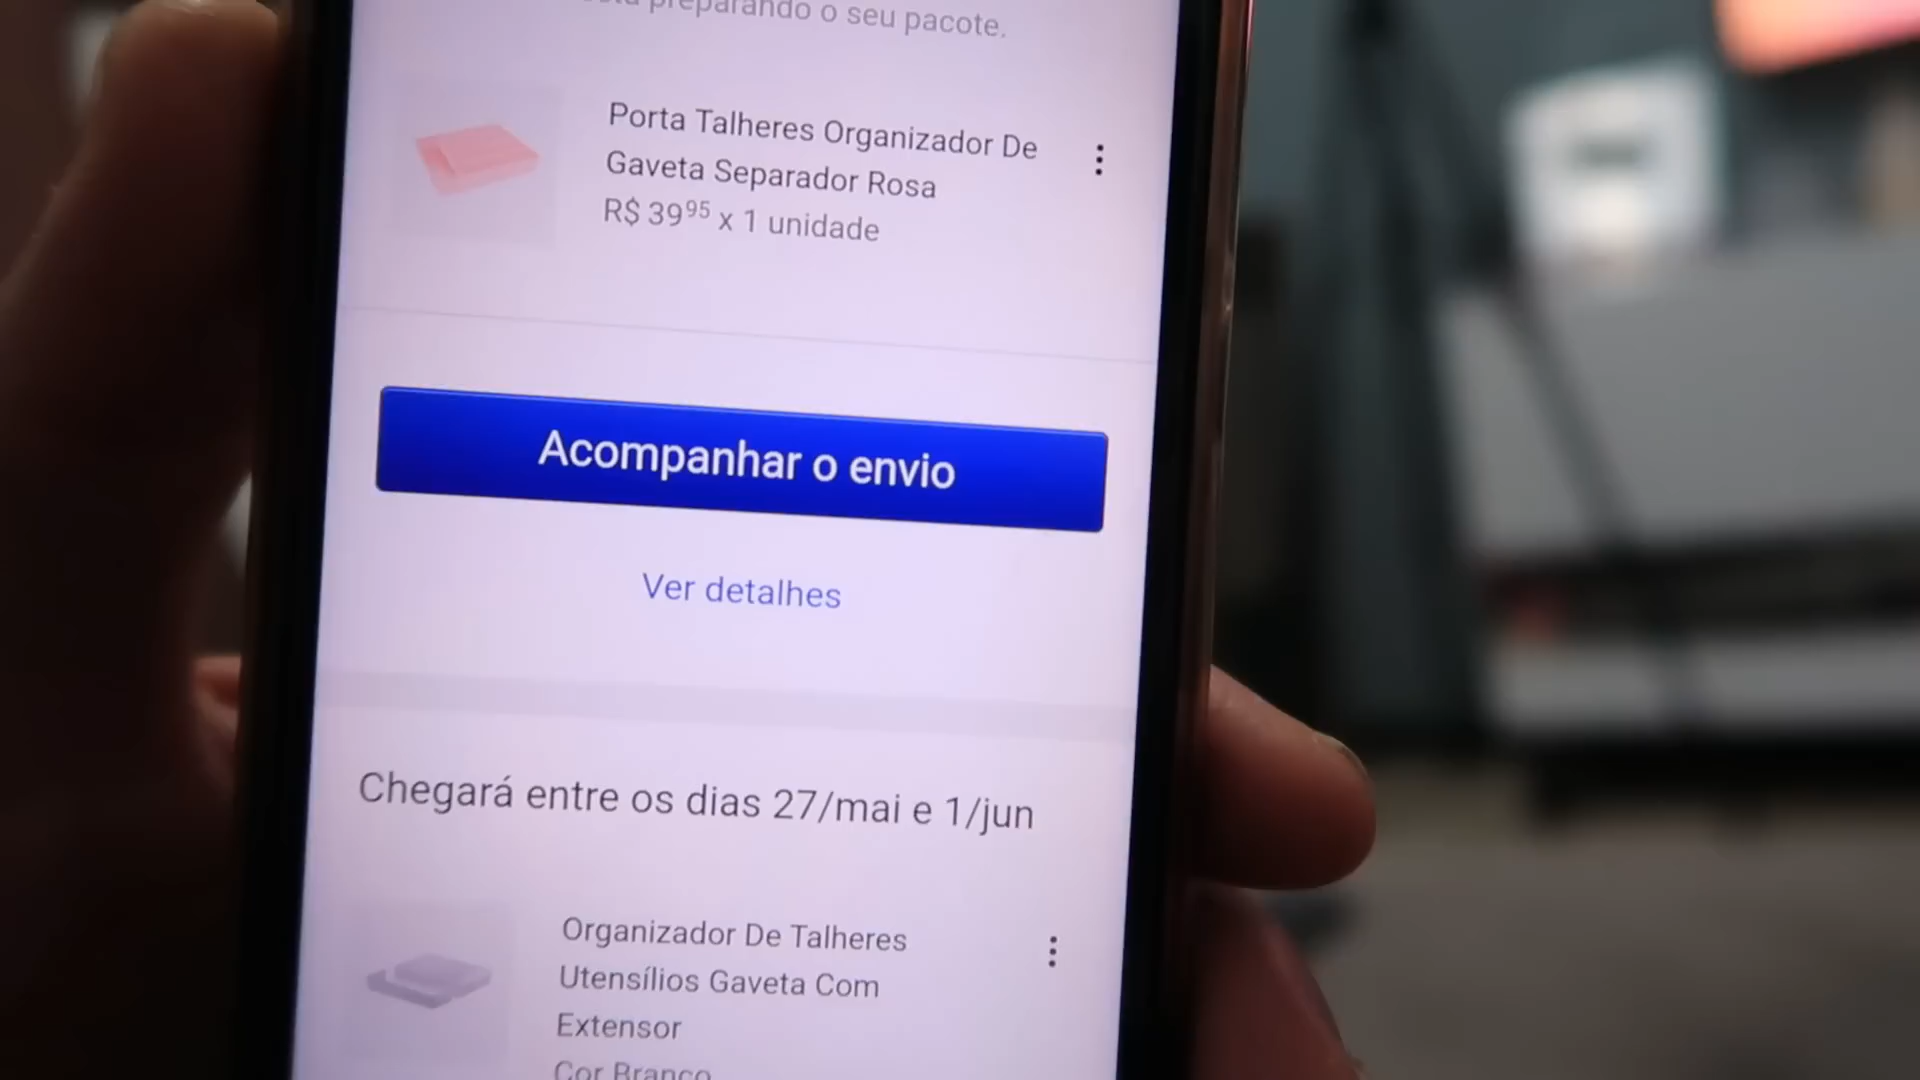 preparando o seu pacote.
Porta Talheres Organizador De
Gaveta Separador Rosa
R$ 39⁹⁵ x 1 unidade
Acompanhar o envio
Ver detalhes
Chegará entre os dias 27/mai e 1/jun
Organizador De Talheres
Utensílios Gaveta Com
Extensor
Cor Branco